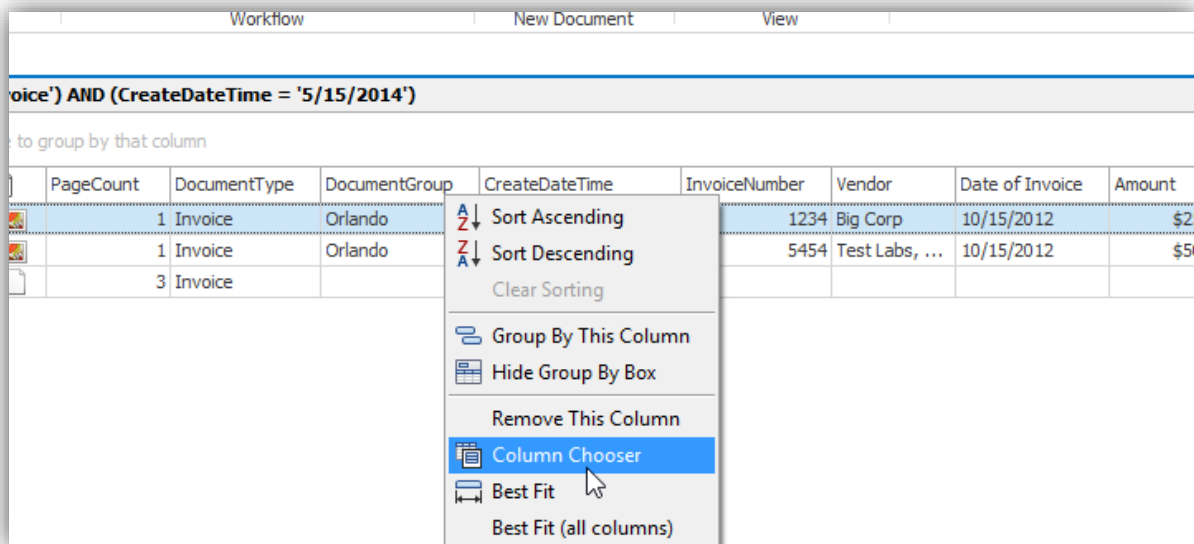 Workflow New Document View
voice') AND (CreateDateTime = '5/15/2014')
to group by that column
PageCount DocumentType DocumentGroup CreateDateTime InvoiceNumber Vendor Date of Invoice Amount
1 Invoice Orlando 1234 Big Corp 10/15/2012 $2
1 Invoice Orlando 5454 Test Labs, ... 10/15/2012 $5
3 Invoice
Sort Ascending
Sort Descending
Clear Sorting
Group By This Column
Hide Group By Box
Remove This Column
Column Chooser
Best Fit
Best Fit (all columns)